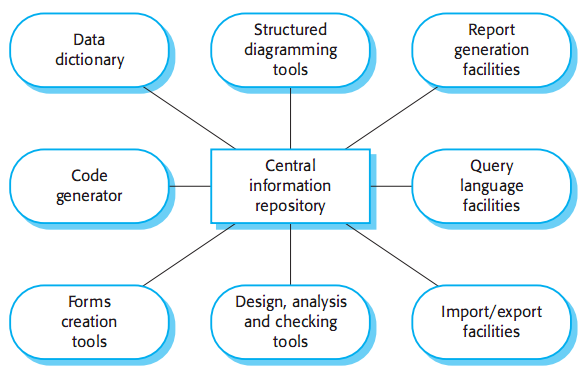 Data
dictionary
Structured
diagramming
tools
Report
generation
facilities
Code
generator
Central
information
repository
Query
language
facilities
Forms
creation
tools
Design, analysis
and checking
tools
Import/export
facilities